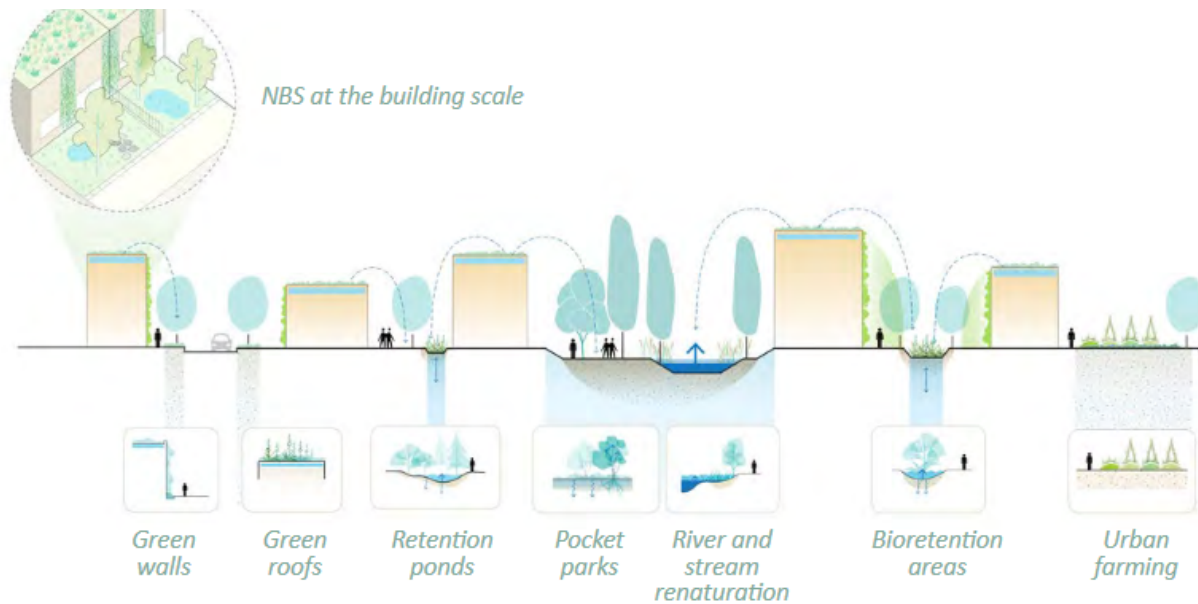 NBS at the building scale
Green
walls
Green
roofs
Retention
ponds
Pocket
parks
River and
stream
renaturation
Bioretention
areas
Urban
farming